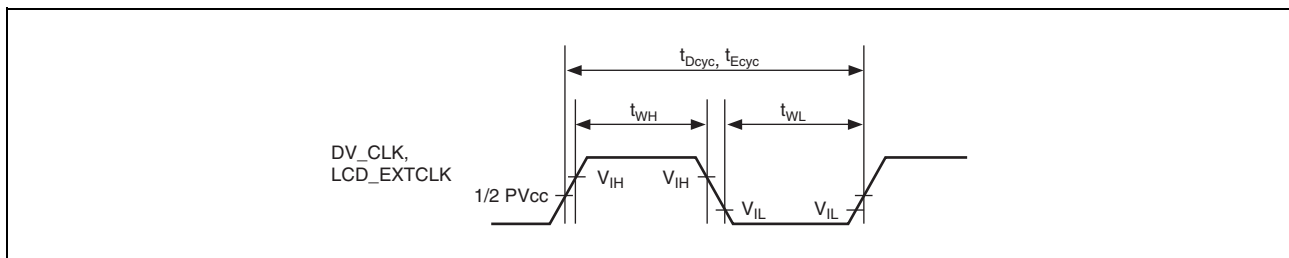 tDcyc, tEcyc
tWH
tWL
DV_CLK,
LCD_EXTCLK
1/2 PVcc
VIH
VIH
VIL
VIL